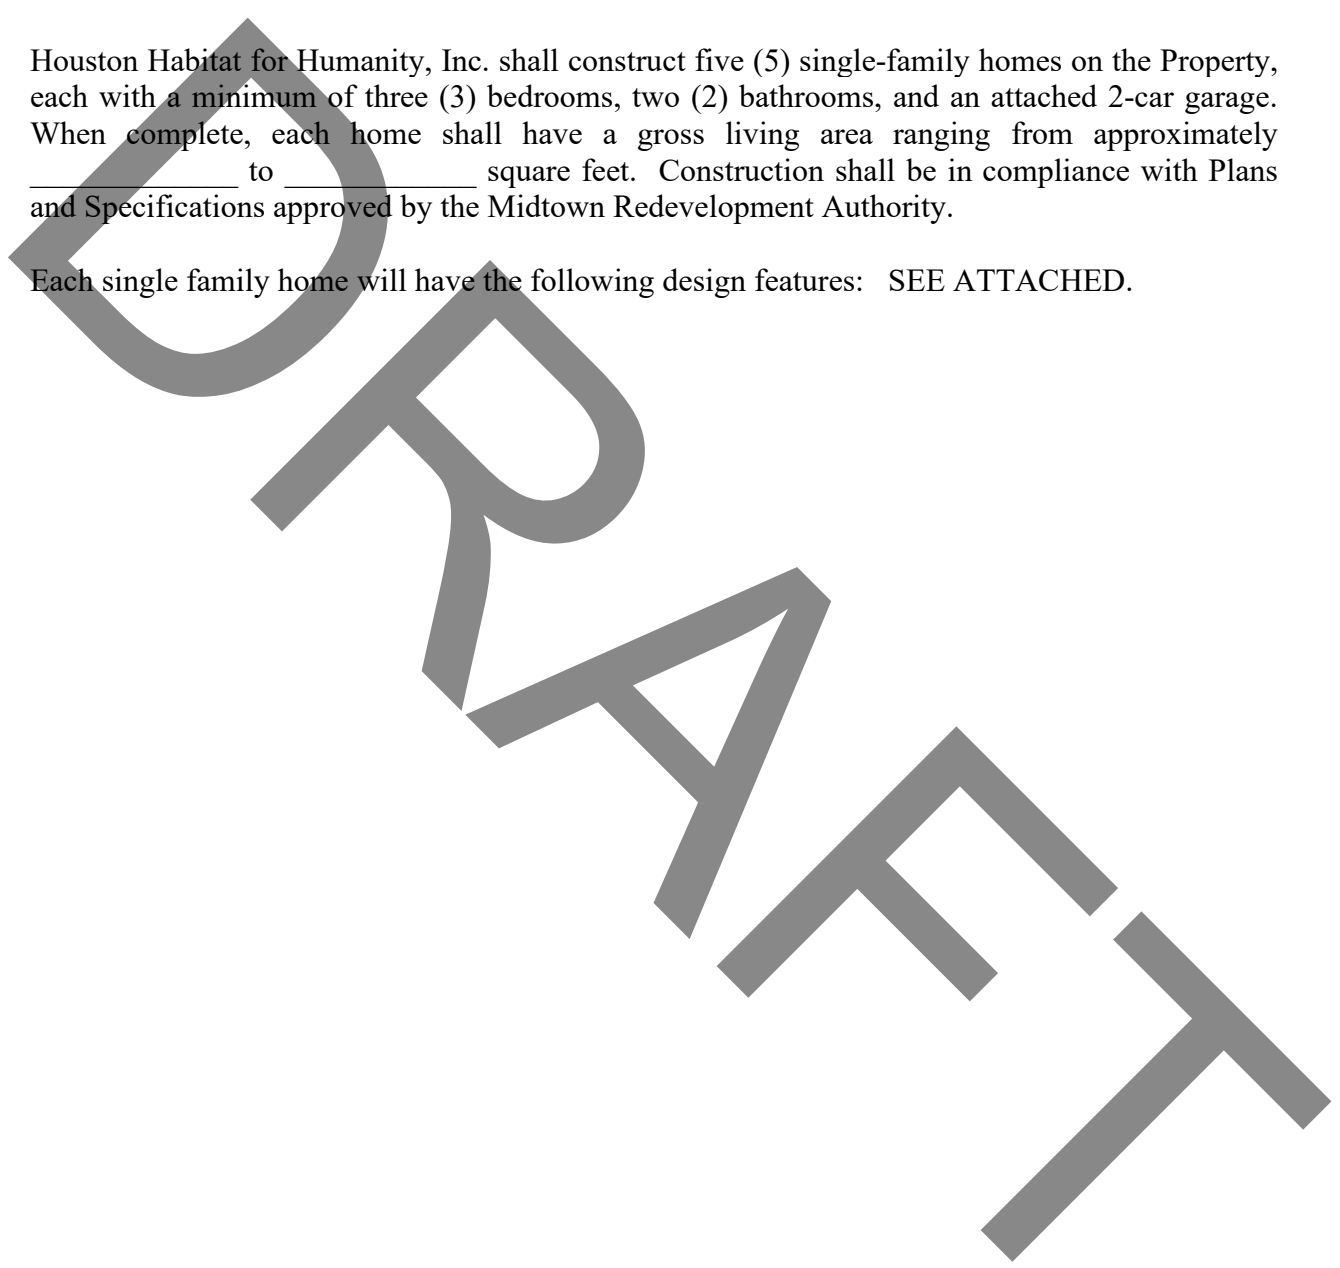 Houston Habitat for Humanity, Inc. shall construct five (5) single-family homes on the Property,
each with a minimum of three (3) bedrooms, two (2) bathrooms, and an attached 2-car garage.
When complete, each home shall have a gross living area ranging from approximately
_____________ to ____________ square feet.  Construction shall be in compliance with Plans
and Specifications approved by the Midtown Redevelopment Authority.
Each single family home will have the following design features:   SEE ATTACHED.
DRAFT